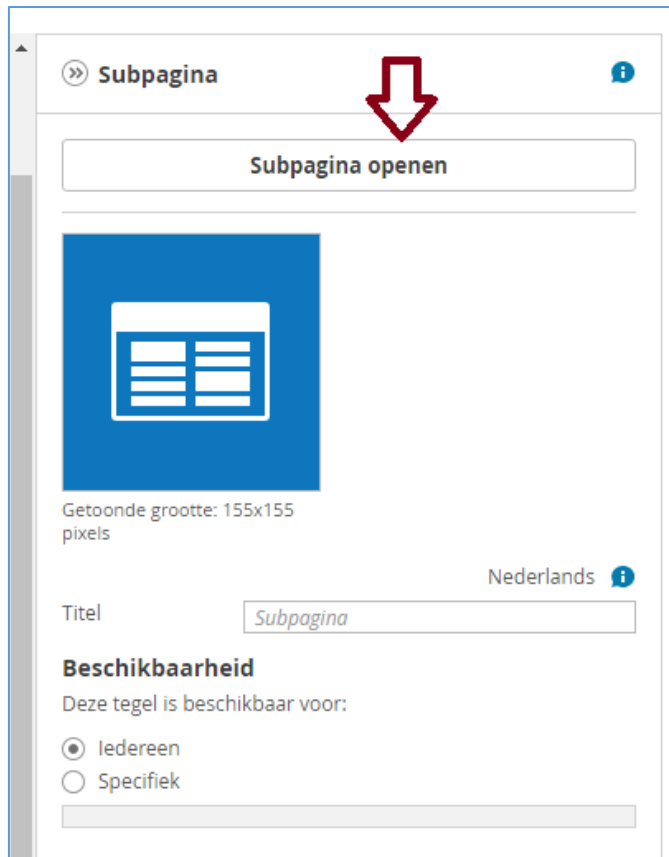 Subpagina
Subpagina openen
Getoonde grootte: 155x155
pixels
Nederlands
Titel
Subpagina
Beschikbaarheid
Deze tegel is beschikbaar voor:
Iedereen
Specifiek